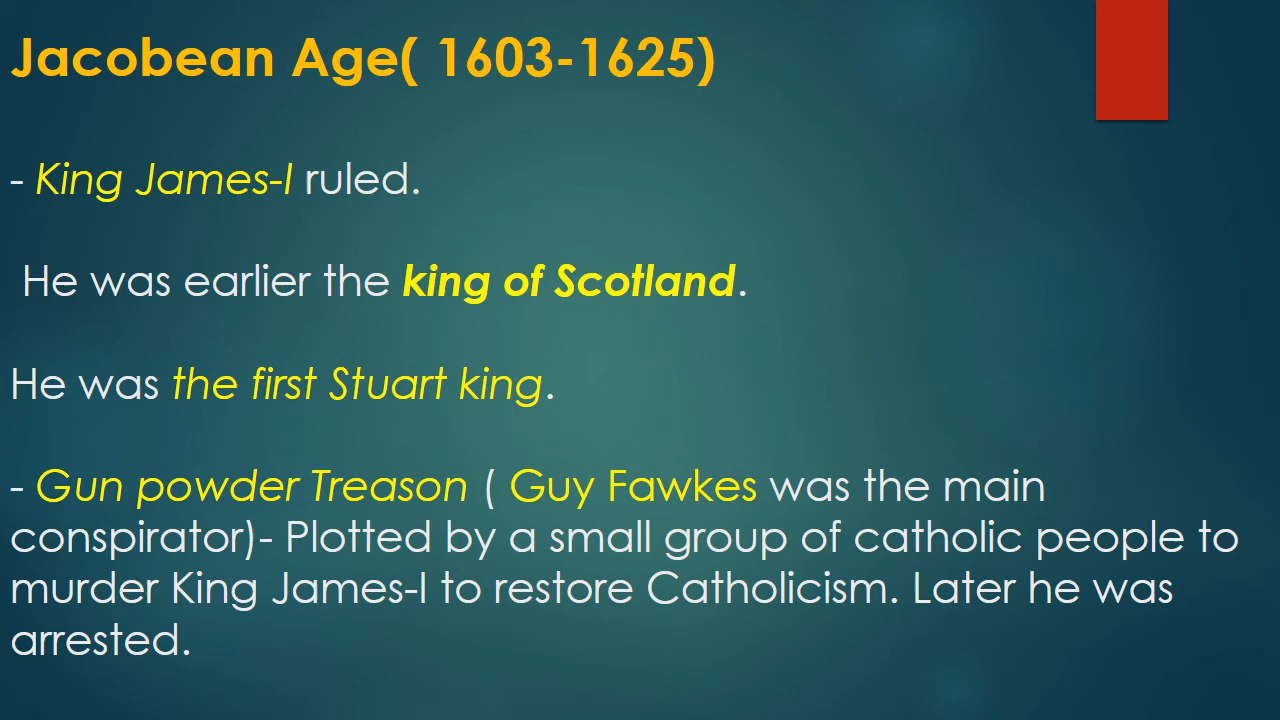 Jacobean Age( 1603-1625)
- King James-I ruled.
He was earlier the king of Scotland.
He was the first Stuart king.
- Gun powder Treason ( Guy Fawkes was the main
conspirator)- Plotted by a small group of catholic people to
murder King James-I to restore Catholicism. Later he was
arrested.